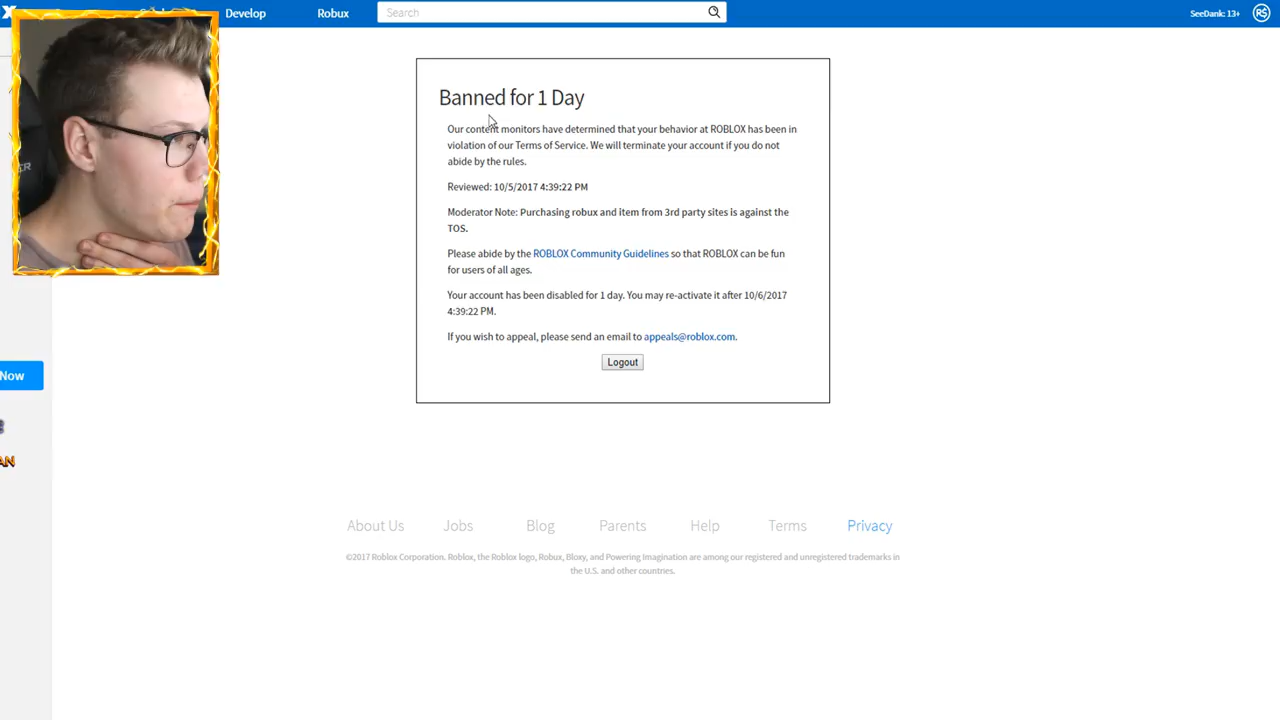 Develop
Robux
Search
SeeDank: 13+
Banned for 1 Day
Our content monitors have determined that your behavior at ROBLOX has been in
violation of our Terms of Service. We will terminate your account if you do not
abide by the rules.
Reviewed: 10/5/2017 4:39:22 PM
Moderator Note: Purchasing robux and item from 3rd party sites is against the
TOS.
Please abide by the ROBLOX Community Guidelines so that ROBLOX can be fun
for users of all ages.
Your account has been disabled for 1 day. You may re-activate it after 10/6/2017
4:39:22 PM.
If you wish to appeal, please send an email to appeals@roblox.com.
Logout
Now
AN
About Us Jobs Blog Parents Help Terms Privacy
©2017 Roblox Corporation. Roblox, the Roblox logo, Robux, Bloxy, and Powering Imagination are among our registered and unregistered trademarks in
the U.S. and other countries.